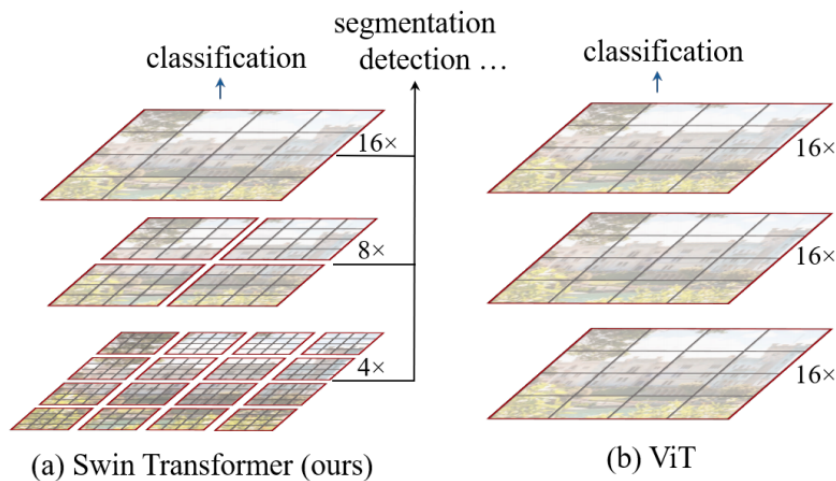 segmentation
classification
detection ...
16×
8×
4×
(a) Swin Transformer (ours)
classification
16×
16×
16×
(b) ViT